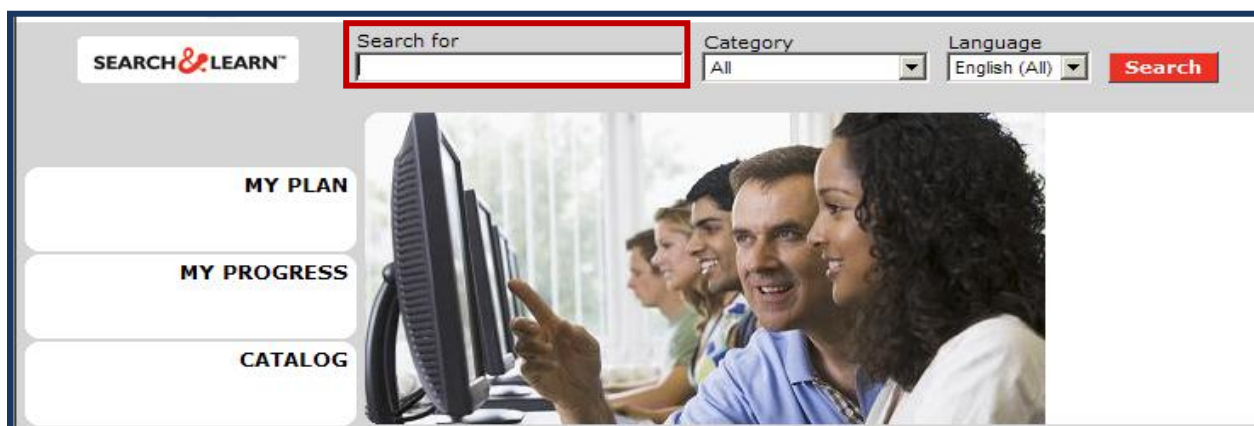 SEARCH & LEARN™
Search for
Category
Language
All
English (All)
Search
MY PLAN
MY PROGRESS
CATALOG